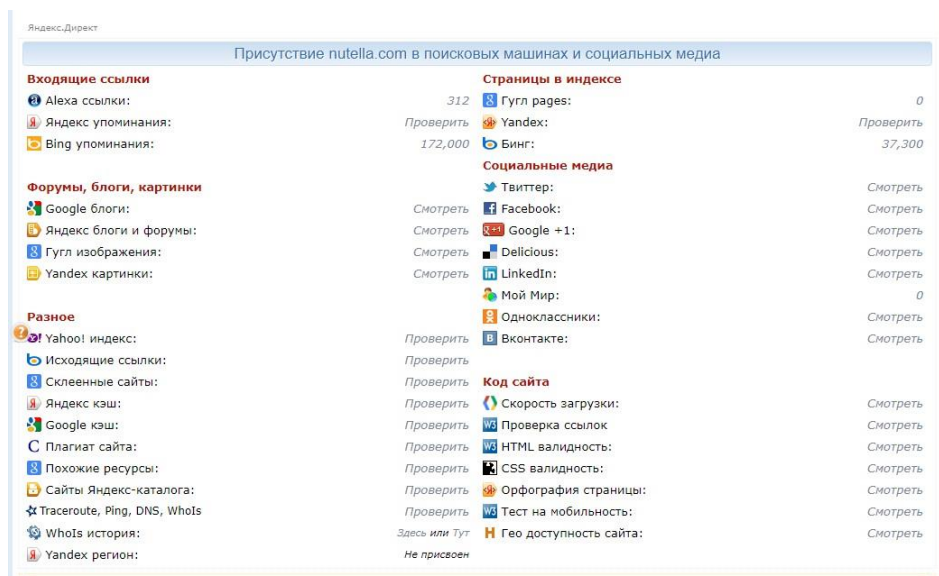 Яндекс.Директ
Присутствие nutella.com в поисковых машинах и социальных медиа
Входящие ссылки
Alexa ссылки: 312
Яндекс упоминания: Проверить
Bing упоминания: 172,000
Форумы, блоги, картинки
Google блоги: Смотреть
Яндекс блоги и форумы: Смотреть
Гугл изображения: Смотреть
Yandex картинки: Смотреть
Разное
Yahoo! индекс: Проверить
Исходящие ссылки: Проверить
Склеенные сайты: Проверить
Яндекс кэш: Проверить
Google кэш: Проверить
Плагиат сайта: Проверить
Похожие ресурсы: Проверить
Сайты Яндекс-каталога: Проверить
Traceroute, Ping, DNS, WhoIs Проверить
WhoIs история: Здесь или Тут
Yandex регион: Не присвоен
Страницы в индексе
Гугл pages: 0
Yandex: Проверить
Бинг: 37,300
Социальные медиа
Твиттер: Смотреть
Facebook: Смотреть
Google +1: Смотреть
Delicious: Смотреть
LinkedIn: Смотреть
Мой Мир: 0
Одноклассники: Смотреть
Вконтакте: Смотреть
Код сайта
Скорость загрузки: Смотреть
Проверка ссылок Смотреть
HTML валидность: Смотреть
CSS валидность: Смотреть
Орфография страницы: Смотреть
Тест на мобильность: Смотреть
Гео доступность сайта: Смотреть